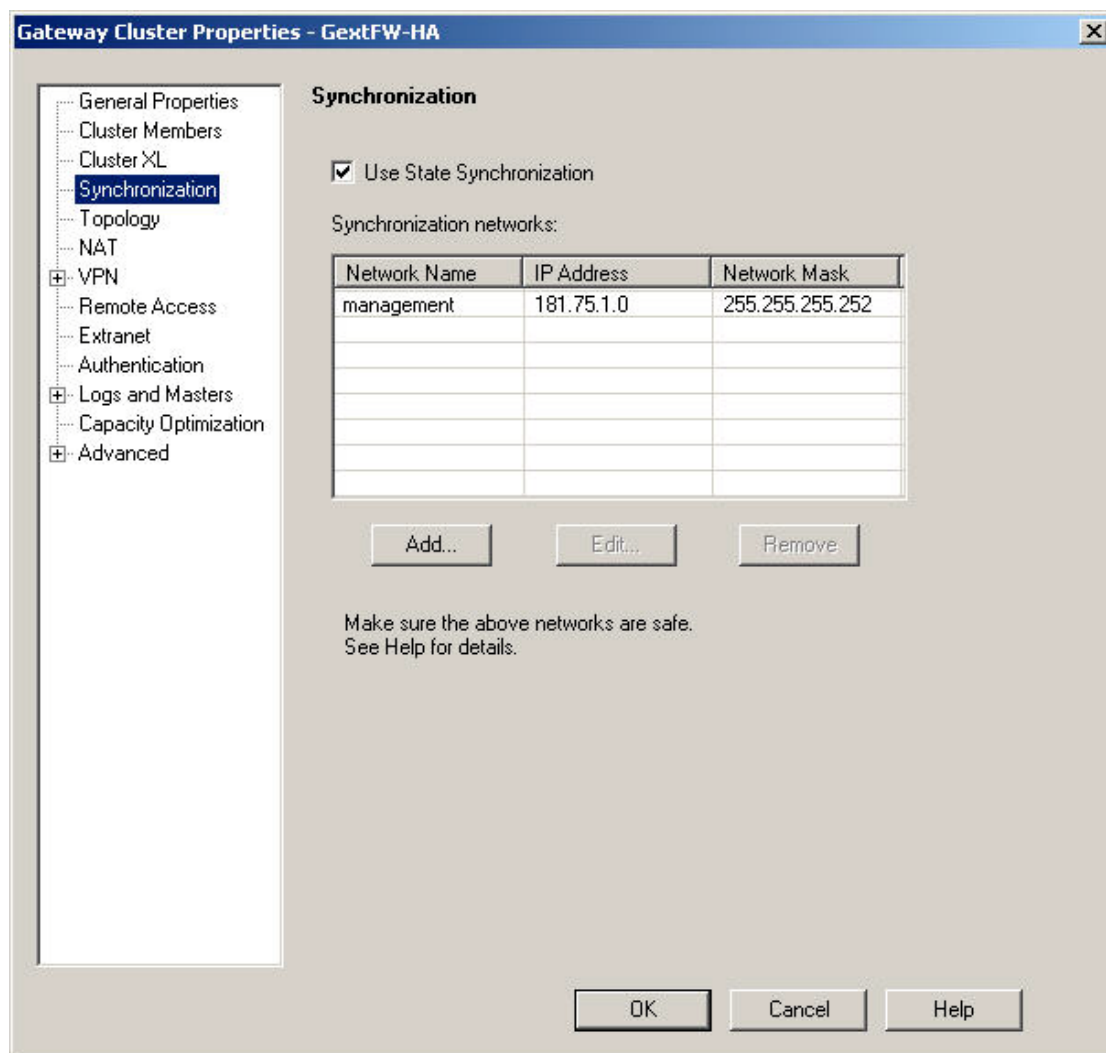 Gateway Cluster Properties - GextFW-HA
General Properties
Cluster Members
Cluster XL
Synchronization
Topology
NAT
VPN
Remote Access
Extranet
Authentication
Logs and Masters
Capacity Optimization
Advanced
Synchronization
Use State Synchronization
Synchronization networks:
Network Name IP Address Network Mask
management 181.75.1.0 255.255.255.252
Add... Edit... Remove
Make sure the above networks are safe.
See Help for details.
OK Cancel Help